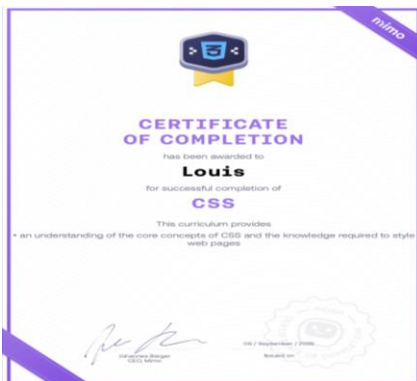 mimo
CERTIFICATE
OF COMPLETION
has been awarded to
Louis
for successful completion of
CSS
This curriculum provides
• an understanding of the core concepts of CSS and the knowledge required to style
web pages
/ September /
Johannes Berger
CEO, Mimo
Issued on